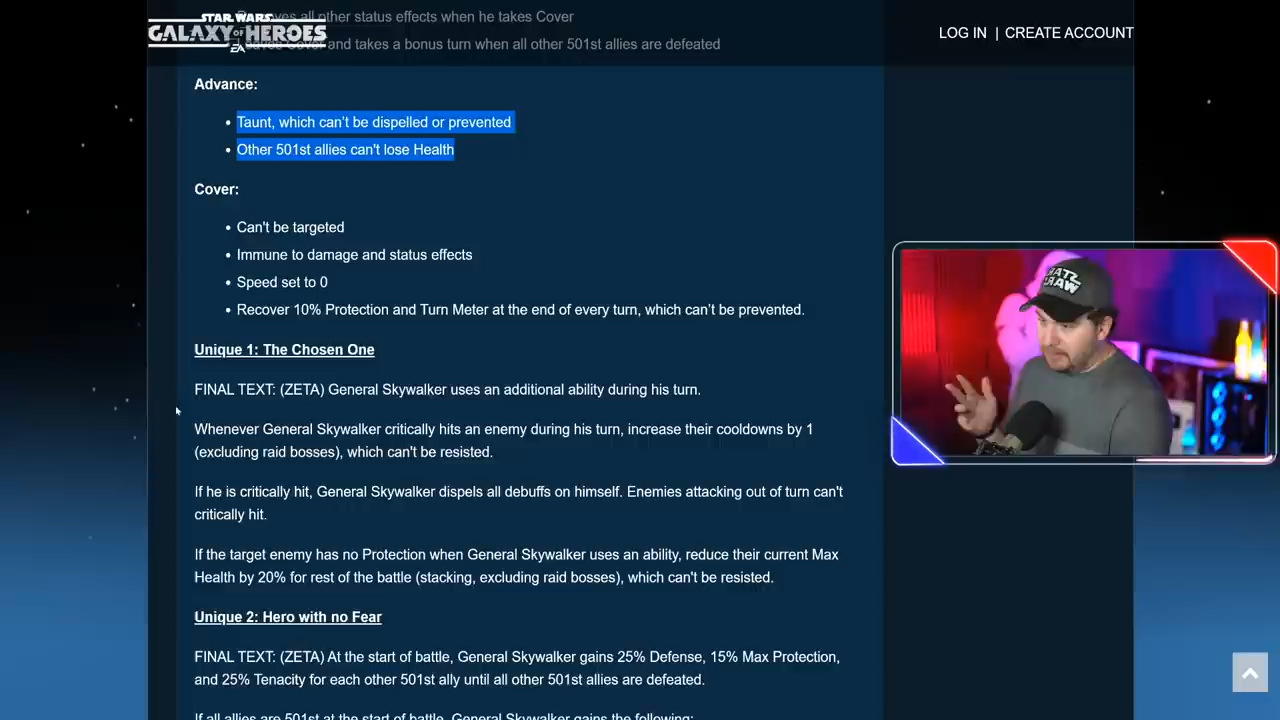 STAR WARS
GALAXY OF HEROES
EA
LOG IN | CREATE ACCOUNT
all other status effects when he takes Cover
and takes a bonus turn when all other 501st allies are defeated
Advance:
• Taunt, which can't be dispelled or prevented
• Other 501st allies can't lose Health
Cover:
• Can't be targeted
• Immune to damage and status effects
• Speed set to 0
• Recover 10% Protection and Turn Meter at the end of every turn, which can't be prevented.
Unique 1: The Chosen One
FINAL TEXT: (ZETA) General Skywalker uses an additional ability during his turn.
Whenever General Skywalker critically hits an enemy during his turn, increase their cooldowns by 1
(excluding raid bosses), which can't be resisted.
If he is critically hit, General Skywalker dispels all debuffs on himself. Enemies attacking out of turn can't
critically hit.
If the target enemy has no Protection when General Skywalker uses an ability, reduce their current Max
Health by 20% for rest of the battle (stacking, excluding raid bosses), which can't be resisted.
Unique 2: Hero with no Fear
FINAL TEXT: (ZETA) At the start of battle, General Skywalker gains 25% Defense, 15% Max Protection,
and 25% Tenacity for each other 501st ally until all other 501st allies are defeated.
If all allies are 501st at the start of battle, General Skywalker gains the following: